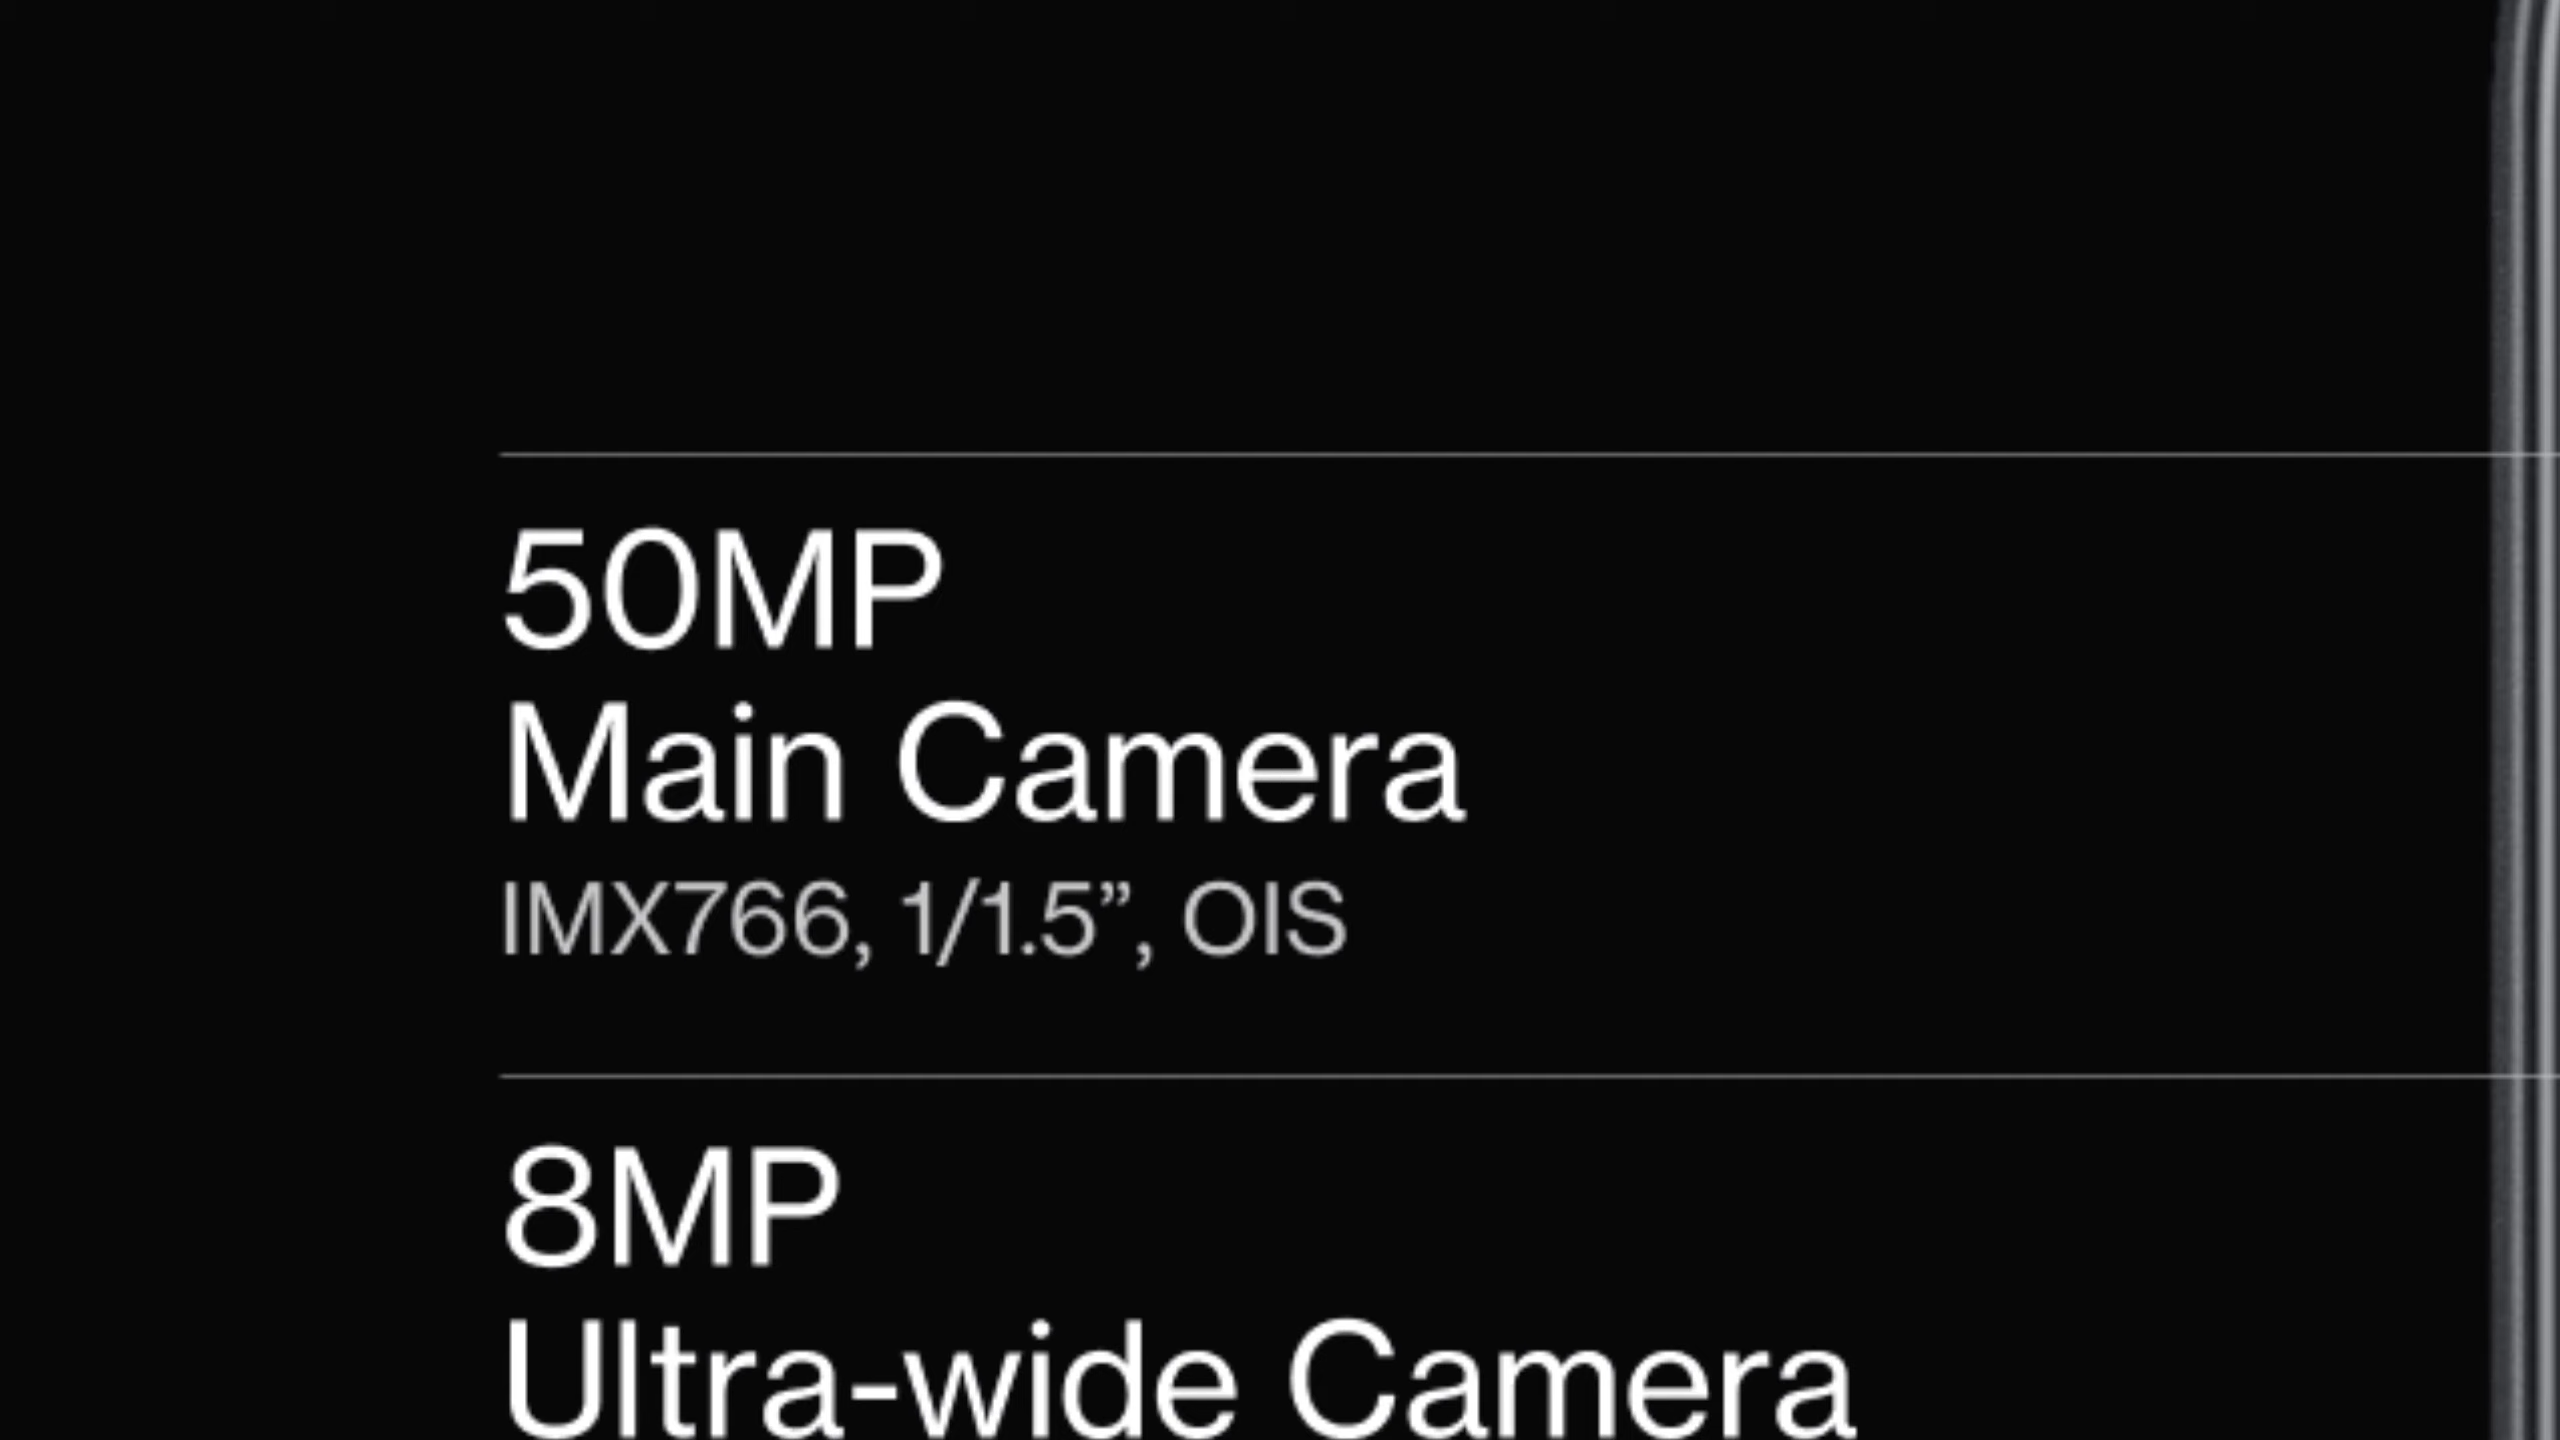 50MP
Main Camera
IMX766, 1/1.5”, OIS
8MP
Ultra-wide Camera